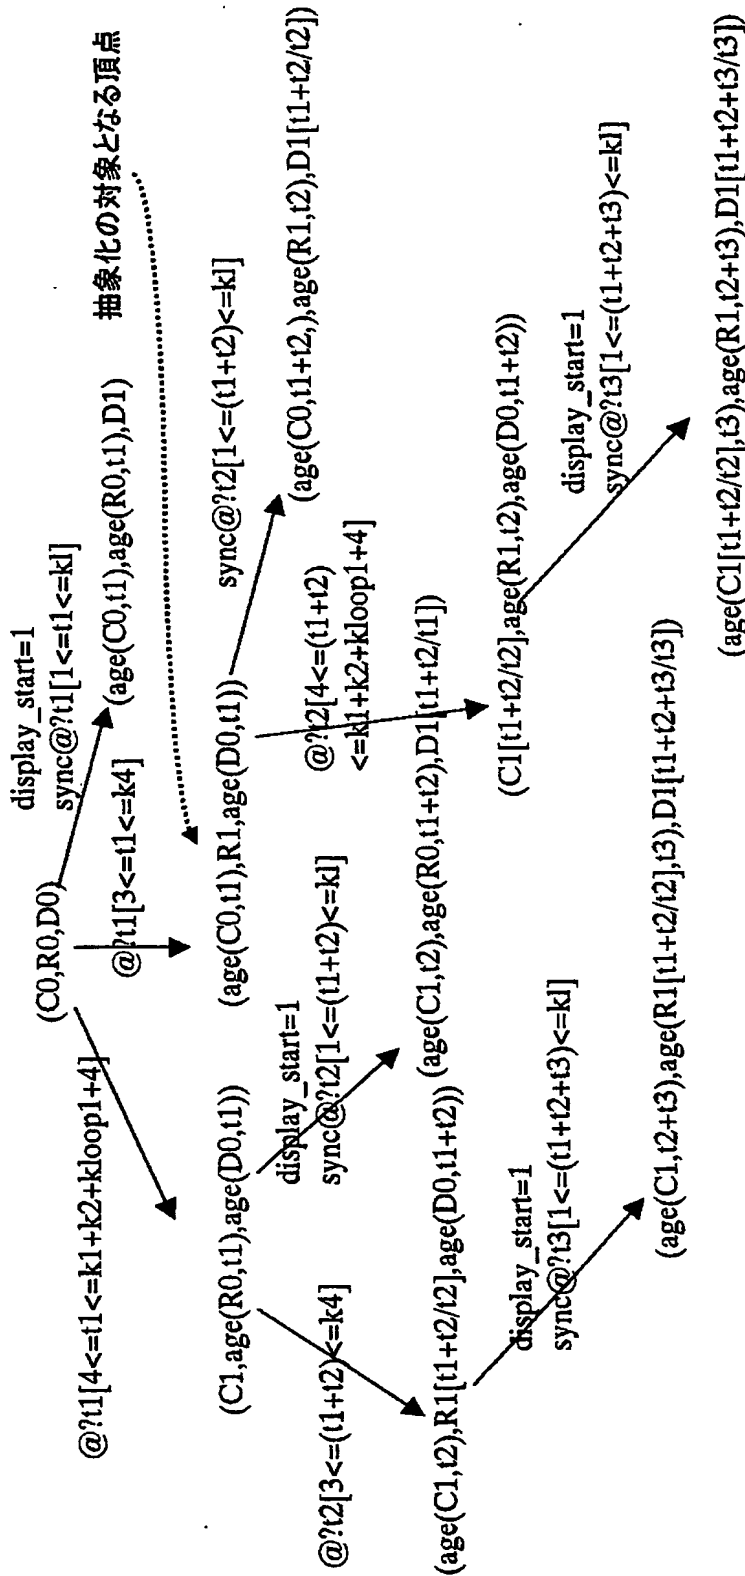 (C0,R0,D0)
display_start=1
sync@?t1[1<=t1<=kl]
抽象化の対象となる頂点
@?t1[4<=t1<=k1+k2+kloop1+4]
@?t1[3<=t1<=k4]
(age(C0,t1),age(R0,t1),D1)
(C1,age(R0,t1),age(D0,t1))
(age(C0,t1),R1,age(D0,t1))
sync@?t2[1<=(t1+t2)<=kl]
display_start=1
sync@?t2[1<=(t1+t2)<=kl]
(age(C0,t1+t2,),age(R1,t2),D1[t1+t2/t2])
@?t2[3<=(t1+t2)<=k4]
@?t2[4<=(t1+t2)
<=k1+k2+kloop1+4]
(age(C1,t2),age(R0,t1+t2),D1[t1+t2/t1])
(age(C1,t2),R1[t1+t2/t2],age(D0,t1+t2))
(C1[t1+t2/t2],age(R1,t2),age(D0,t1+t2))
display_start=1
sync@?t3[1<=(t1+t2+t3)<=kl]
display_start=1
sync@?t3[1<=(t1+t2+t3)<=kl]
(age(C1,t2+t3),age(R1[t1+t2/t2],t3),D1[t1+t2+t3/t3])
(age(C1[t1+t2/t2],t3),age(R1,t2+t3),D1[t1+t2+t3/t3])